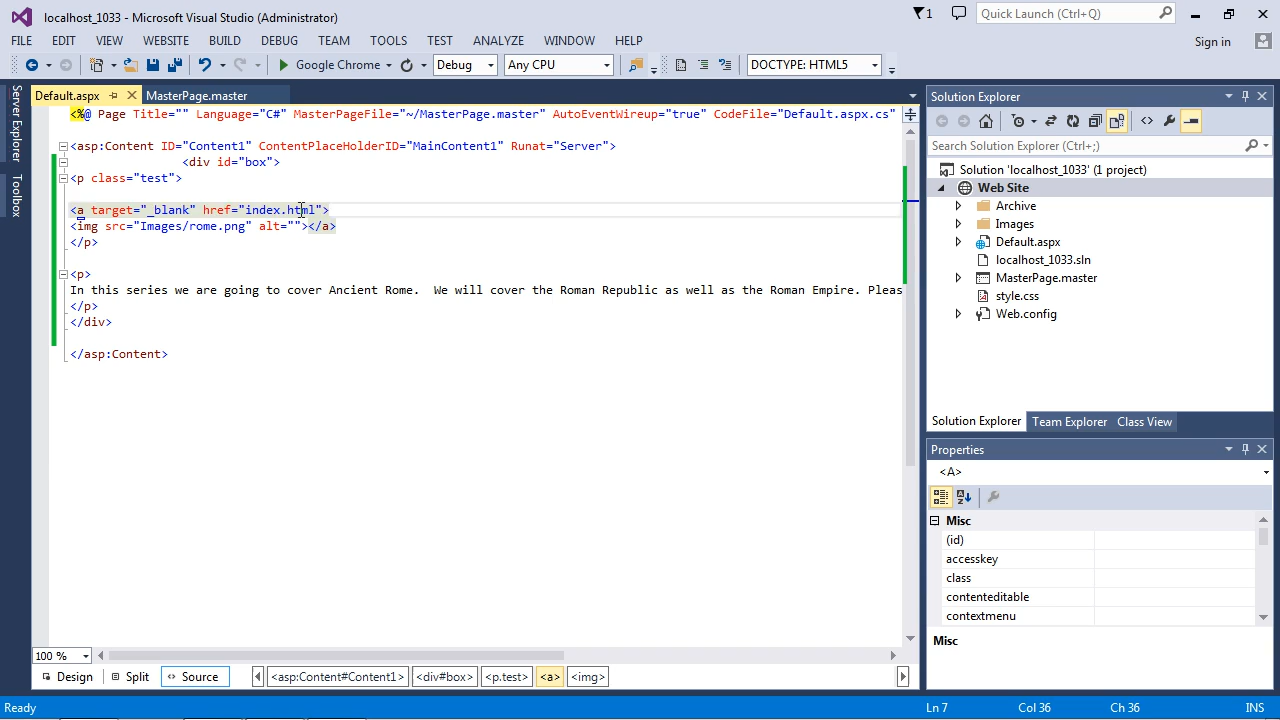 localhost_1033 - Microsoft Visual Studio (Administrator)
1
Quick Launch (Ctrl+Q)
FILE EDIT VIEW WEBSITE BUILD DEBUG TEAM TOOLS TEST ANALYZE WINDOW HELP
Sign in
Google Chrome
Debug
Any CPU
DOCTYPE: HTML5
Server Explorer
Toolbox
Default.aspx
MasterPage.master
<%@ Page Title="" Language="C#" MasterPageFile="~/MasterPage.master" AutoEventWireup="true" CodeFile="Default.aspx.cs"
<asp:Content ID="Content1" ContentPlaceHolderID="MainContent1" Runat="Server">
<div id="box">
<p class="test">
<a target="_blank" href="index.html">
<img src="Images/rome.png" alt=""></a>
</p>
<p>
In this series we are going to cover Ancient Rome.  We will cover the Roman Republic as well as the Roman Empire. Pleas
</p>
</div>
</asp:Content>
100 %
Design
Split
Source
<asp:Content#Content1>
<div#box>
<p.test>
<a>
<img>
Solution Explorer
Search Solution Explorer (Ctrl+;)
Solution 'localhost_1033' (1 project)
Web Site
Archive
Images
Default.aspx
localhost_1033.sln
MasterPage.master
style.css
Web.config
Solution Explorer
Team Explorer
Class View
Properties
<A>
Misc
(id)
accesskey
class
contenteditable
contextmenu
Misc
Ready
Ln 7
Col 36
Ch 36
INS